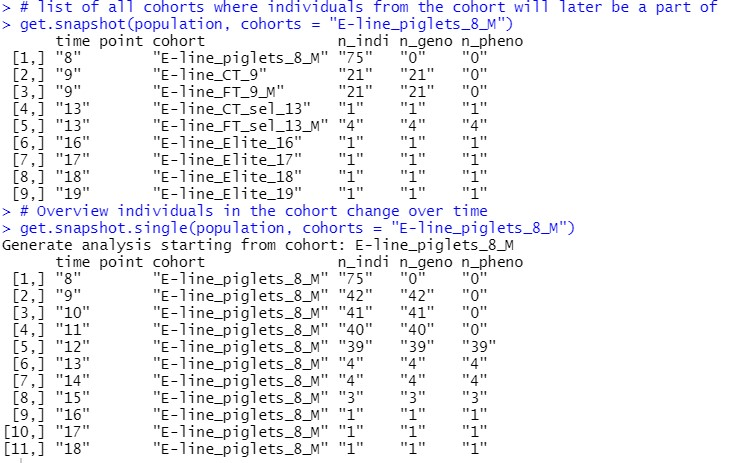 > # list of all cohorts where individuals from the cohort will later be a part of
> get.snapshot(population, cohorts = "E-line_piglets_8_M")
time point cohort n_indi n_geno n_pheno
[1,] "8" "E-line_piglets_8_M" "75" "0" "0"
[2,] "9" "E-line_CT_9" "21" "21" "0"
[3,] "9" "E-line_FT_9_M" "21" "21" "0"
[4,] "13" "E-line_CT_sel_13" "1" "1" "1"
[5,] "13" "E-line_FT_sel_13_M" "4" "4" "4"
[6,] "16" "E-line_Elite_16" "1" "1" "1"
[7,] "17" "E-line_Elite_17" "1" "1" "1"
[8,] "18" "E-line_Elite_18" "1" "1" "1"
[9,] "19" "E-line_Elite_19" "1" "1" "1"
> # Overview individuals in the cohort change over time
> get.snapshot.single(population, cohorts = "E-line_piglets_8_M")
Generate analysis starting from cohort: E-line_piglets_8_M
time point cohort n_indi n_geno n_pheno
[1,] "8" "E-line_piglets_8_M" "75" "0" "0"
[2,] "9" "E-line_piglets_8_M" "42" "42" "0"
[3,] "10" "E-line_piglets_8_M" "41" "41" "0"
[4,] "11" "E-line_piglets_8_M" "40" "40" "0"
[5,] "12" "E-line_piglets_8_M" "39" "39" "39"
[6,] "13" "E-line_piglets_8_M" "4" "4" "4"
[7,] "14" "E-line_piglets_8_M" "4" "4" "4"
[8,] "15" "E-line_piglets_8_M" "3" "3" "3"
[9,] "16" "E-line_piglets_8_M" "1" "1" "1"
[10,] "17" "E-line_piglets_8_M" "1" "1" "1"
[11,] "18" "E-line_piglets_8_M" "1" "1" "1"